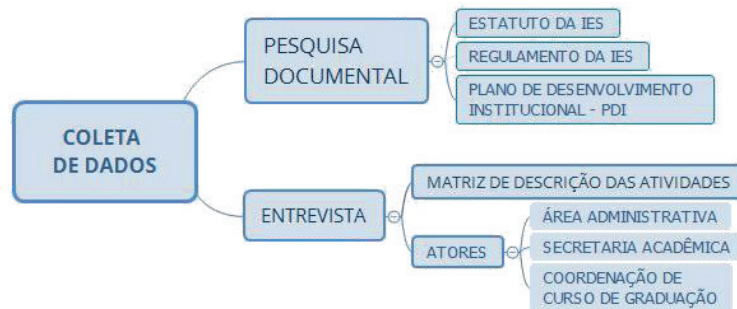 COLETA
DE DADOS
PESQUISA
DOCUMENTAL
ESTATUTO DA IES
REGULAMENTO DA IES
PLANO DE DESENVOLVIMENTO
INSTITUCIONAL - PDI
ENTREVISTA
MATRIZ DE DESCRIÇÃO DAS ATIVIDADES
ATORES
ÁREA ADMINISTRATIVA
SECRETARIA ACADÊMICA
COORDENAÇÃO DE
CURSO DE GRADUAÇÃO